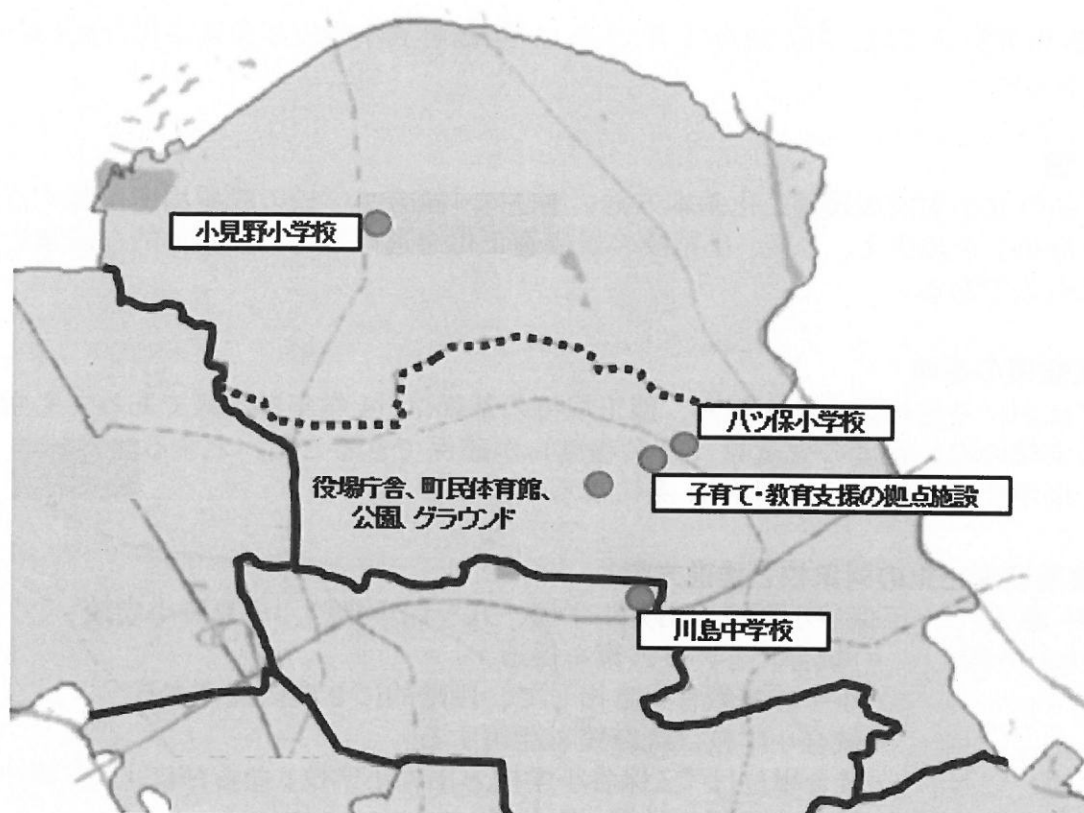 小見野小学校
八ツ保小学校
役場庁舎、町民体育館、
公園、グラウンド
子育て・教育支援の拠点施設
川島中学校